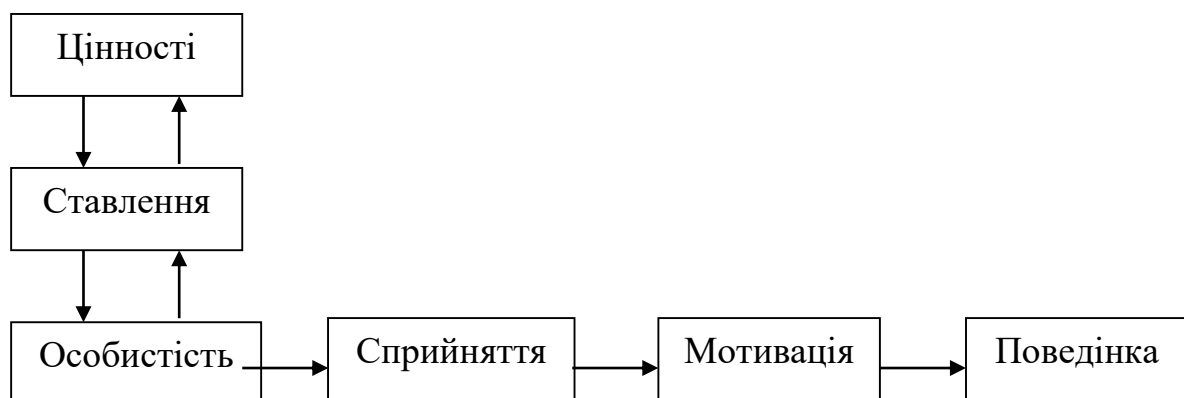 Цінності
Ставлення
Особистість
Сприйняття
Мотивація
Поведінка